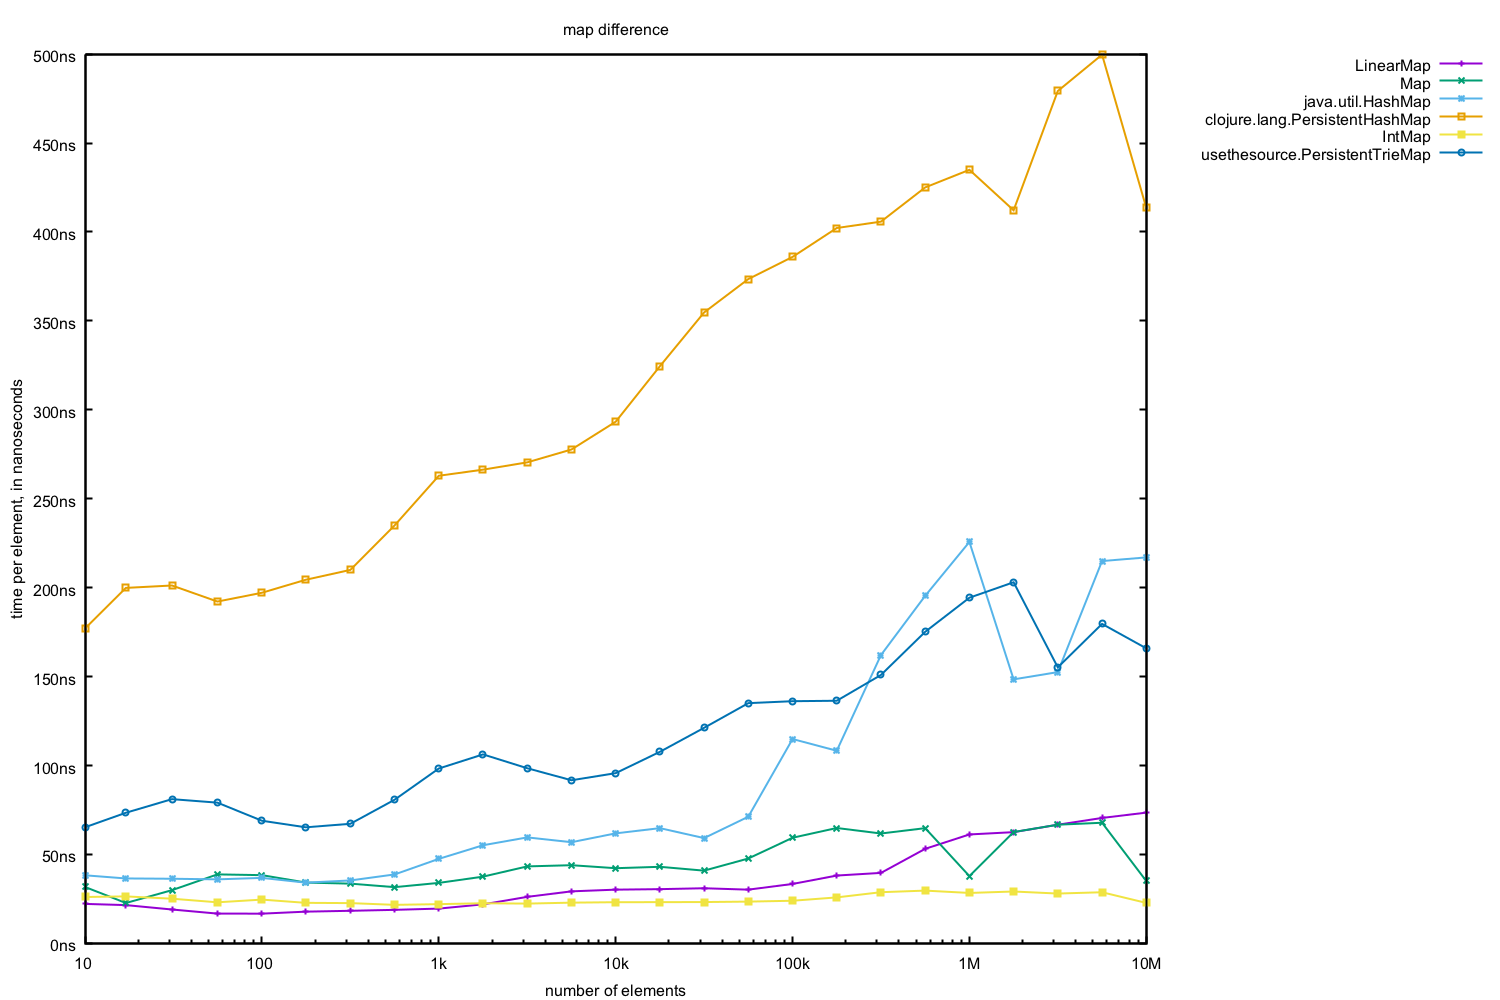 map difference
500ns
450ns
400ns
350ns
300ns
250ns
200ns
150ns
100ns
50ns
0ns
time per element, in nanoseconds
10
100
1k
10k
100k
1M
10M
number of elements
LinearMap
Map
java.util.HashMap
clojure.lang.PersistentHashMap
IntMap
usethesource.PersistentTrieMap